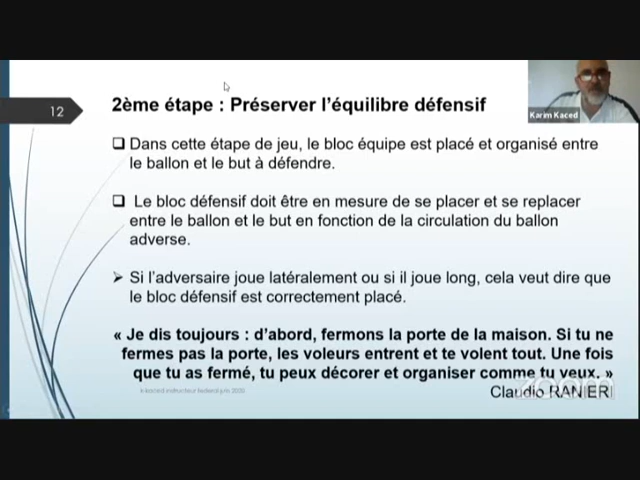 12
2ème étape : Préserver l'équilibre défensif
Karim Kaced
Dans cette étape de jeu, le bloc équipe est placé et organisé entre
le ballon et le but à défendre.
Le bloc défensif doit être en mesure de se placer et se replacer
entre le ballon et le but en fonction de la circulation du ballon
adverse.
Si l'adversaire joue latéralement ou si il joue long, cela veut dire que
le bloc défensif est correctement placé.
« Je dis toujours : d'abord, fermons la porte de la maison. Si tu ne
fermes pas la porte, les voleurs entrent et te volent tout. Une fois
que tu as fermé, tu peux décorer et organiser comme tu veux. »
Claudio RANIERI
zoom